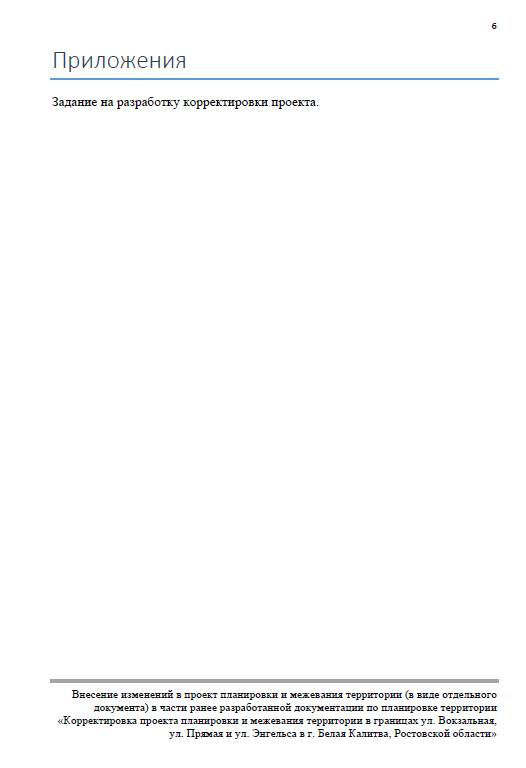 6
Приложения
Задание на разработку корректировки проекта.
Внесение изменений в проект планировки и межевания территории (в виде отдельного
документа) в части ранее разработанной документации по планировке территории
«Корректировка проекта планировки и межевания территории в границах ул. Вокзальная,
ул. Прямая и ул. Энгельса в г. Белая Калитва, Ростовской области»